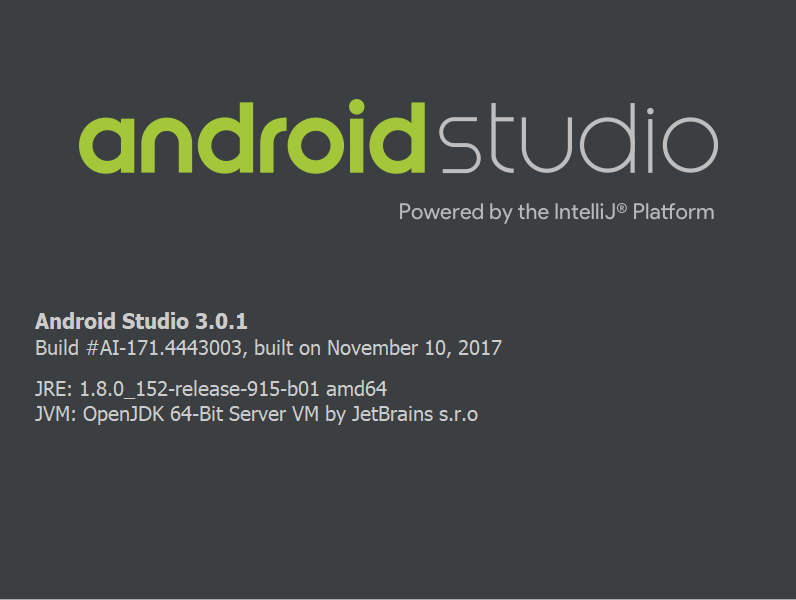 androidstudio
Powered by the IntelliJ® Platform
Android Studio 3.0.1
Build #AI-171.4443003, built on November 10, 2017
JRE: 1.8.0_152-release-915-b01 amd64
JVM: OpenJDK 64-Bit Server VM by JetBrains s.r.o